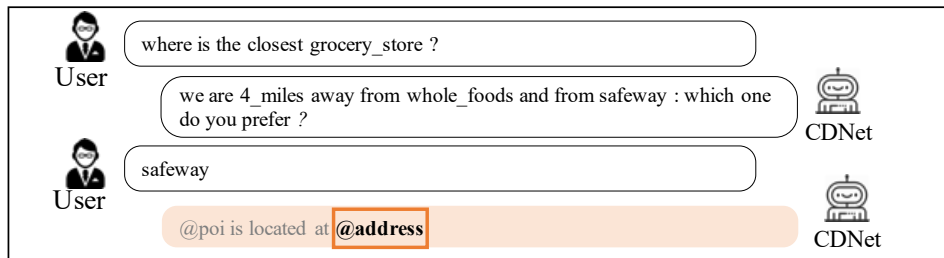 where is the closest grocery_store ?
User
we are 4_miles away from whole_foods and from safeway : which one
do you prefer ?
CDNet
safeway
User
@poi is located at @address
CDNet